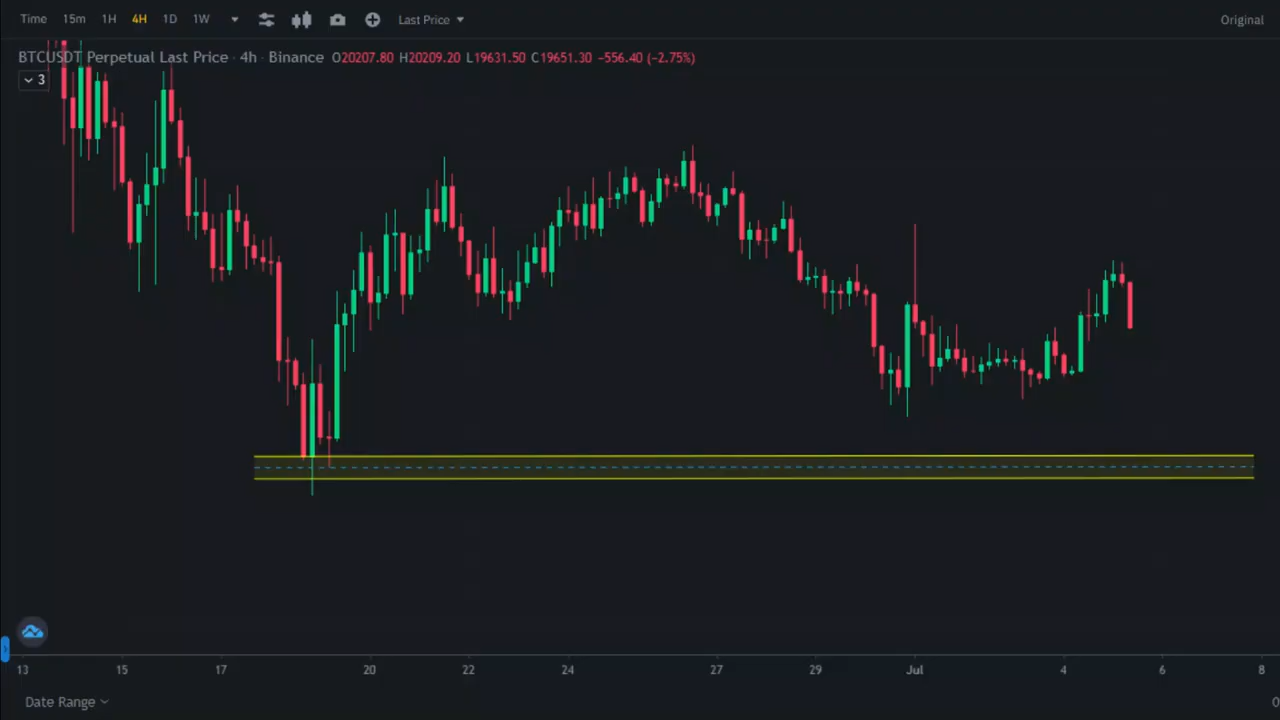 Time 15m 1H 4H 1D 1W Last Price Original
BTCUSDT Perpetual Last Price · 4h · Binance O20207.80 H20209.20 L19631.50 C19651.30 −556.40 (−2.75%)
3
13 15 17 20 22 24 27 29 Jul 4 6 8
Date Range